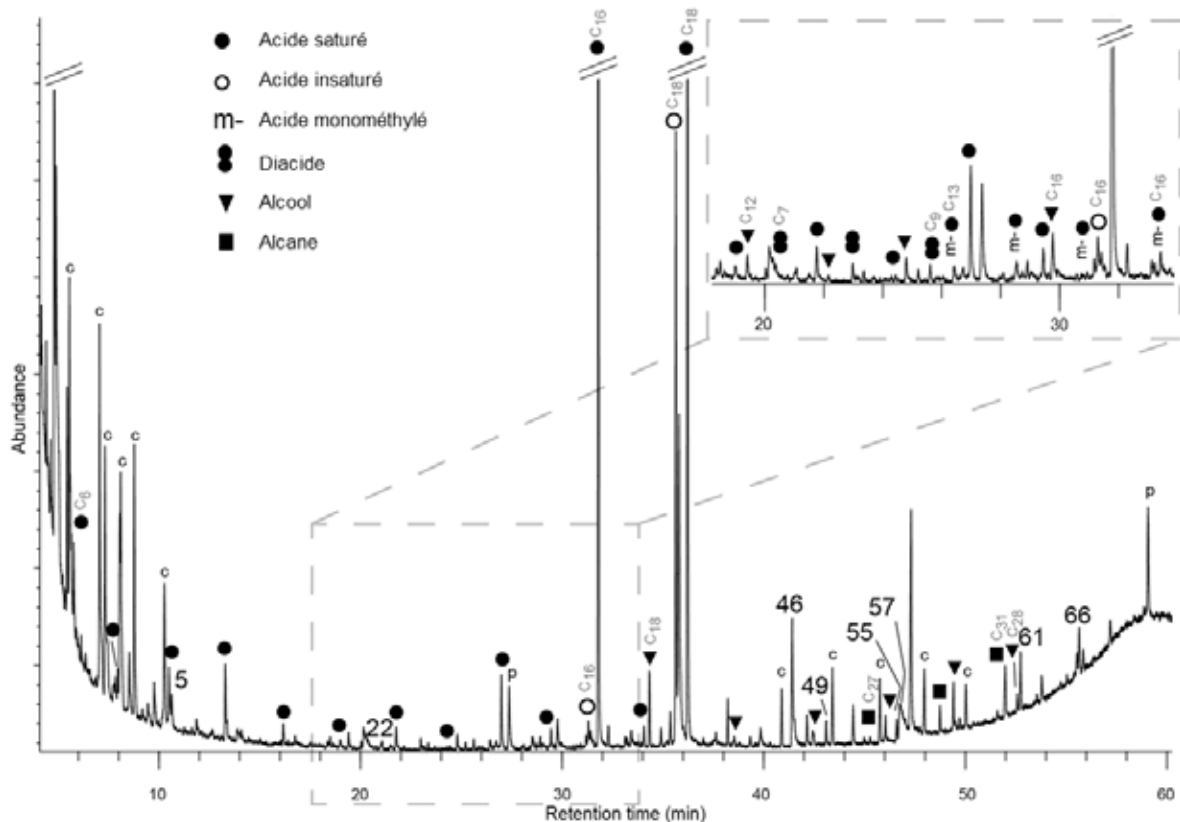 C16
C18
Acide saturé
Acide insaturé
m- Acide monométhylé
Diacide
Alcool
Alcane
C18
C12
C7
C9
C13
C16
C16
C16
m-
m-
m-
m-
20
30
Abundance
c
c
c
c
c
C6
c
5
22
p
C16
C18
46
49
55
57
c
c
c
c
c
C27
C31
C28
61
66
p
10
20
30
40
50
60
Retention time (min)